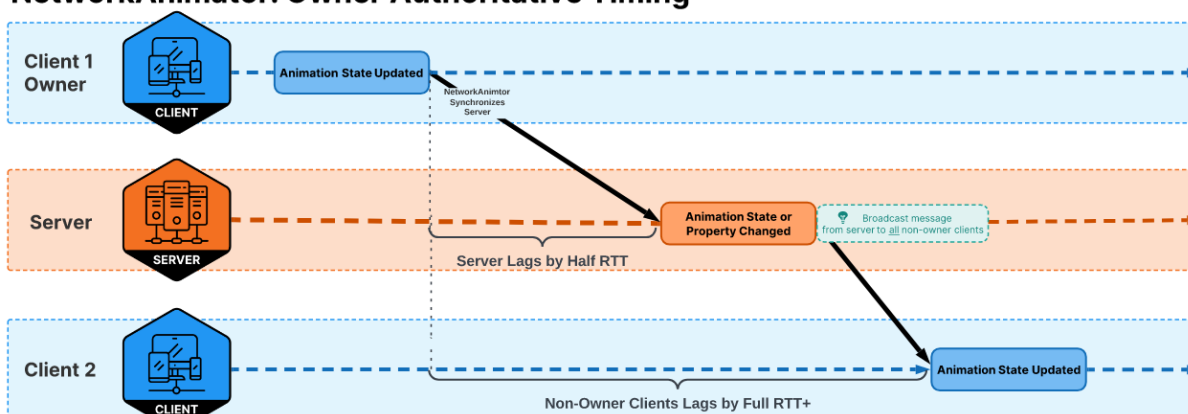 NetworkAnimator: Owner Authoritative Timing
Client 1
Owner
CLIENT
Animation State Updated
NetworkAnimtor
Synchronizes
Server
Server
SERVER
Animation State or
Property Changed
Broadcast message
from server to all non-owner clients
Server Lags by Half RTT
Client 2
CLIENT
Animation State Updated
Non-Owner Clients Lags by Full RTT+